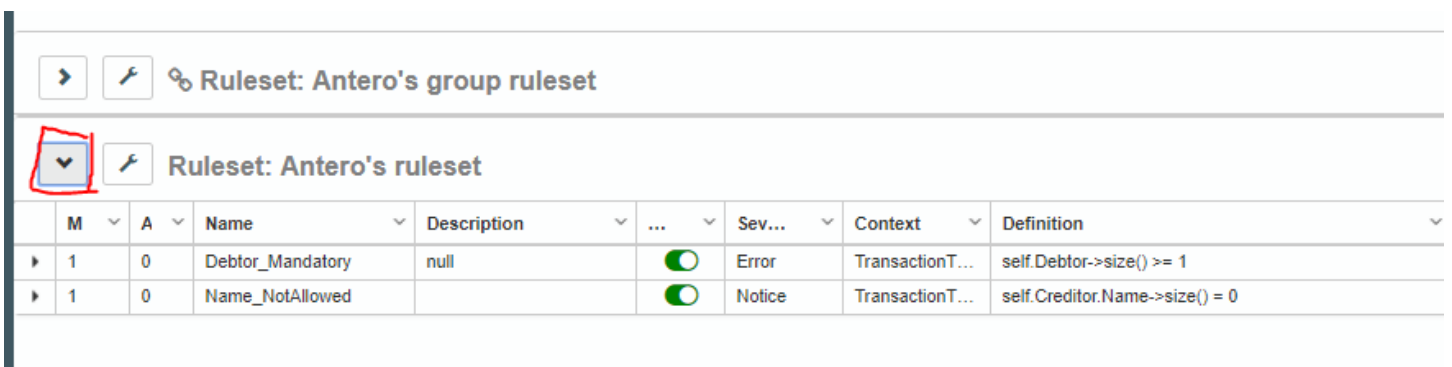 Ruleset: Antero's group ruleset
Ruleset: Antero's ruleset
M A Name Description ... Sev... Context Definition
1 0 Debtor_Mandatory null Error TransactionT... self.Debtor->size() >= 1
1 0 Name_NotAllowed Notice TransactionT... self.Creditor.Name->size() = 0